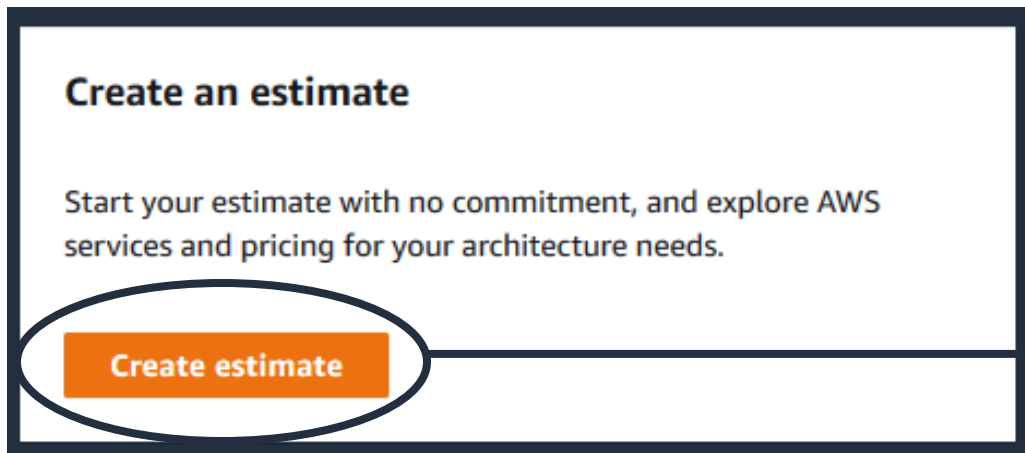 Create an estimate
Start your estimate with no commitment, and explore AWS
services and pricing for your architecture needs.
Create estimate